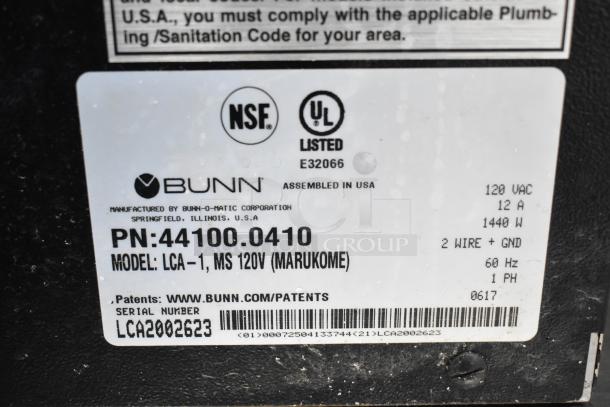 U.S.A., you must comply with the applicable Plumb-
ing /Sanitation Code for your area.
NSF®
UL
LISTED
E32066
BUNN® ASSEMBLED IN USA
MANUFACTURED BY BUNN-O-MATIC CORPORATION
SPRINGFIELD, ILLINOIS, U.S.A
PN:44100.0410
MODEL: LCA-1, MS 120V (MARUKOME)
120 VAC
12 A
1440 W
2 WIRE + GND
60 Hz
1 PH
GROUP
Patents: WWW.BUNN.COM/PATENTS 0617
SERIAL NUMBER
LCA2002623
(01)00072504133744(21)LCA2002623